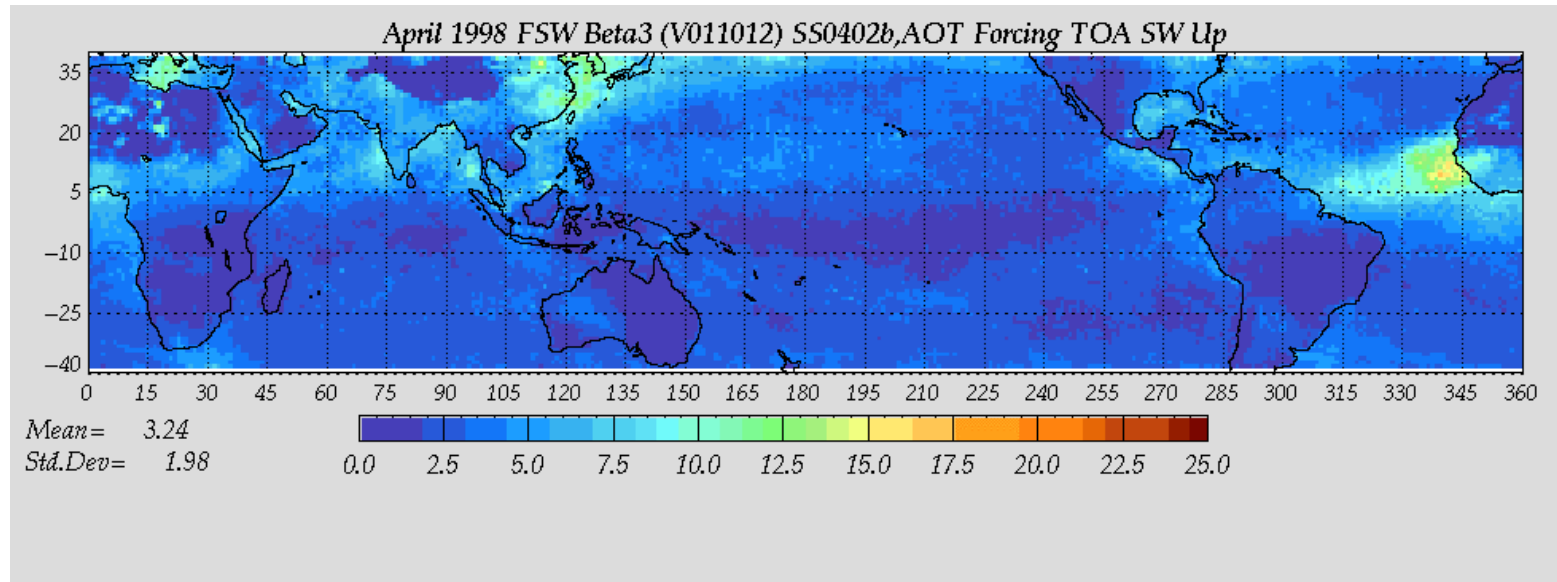 April 1998 FSW Beta3 (V011012) SS0402b,AOT Forcing TOA SW Up
35
20
5
−10
−25
−40
0 15 30 45 60 75 90 105 120 135 150 165 180 195 210 225 240 255 270 285 300 315 330 345 360
Mean= 3.24
Std.Dev= 1.98
0.0 2.5 5.0 7.5 10.0 12.5 15.0 17.5 20.0 22.5 25.0